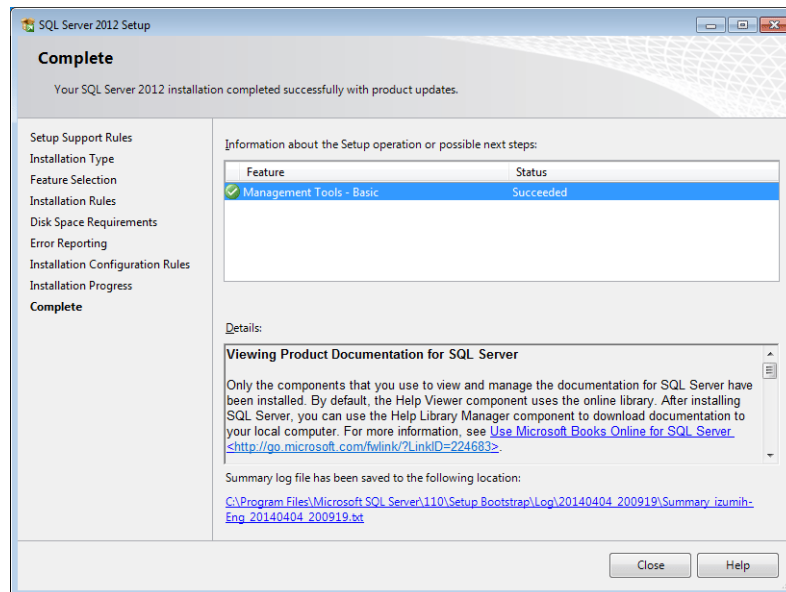 SQL Server 2012 Setup
Complete
Your SQL Server 2012 installation completed successfully with product updates.
Setup Support Rules
Installation Type
Feature Selection
Installation Rules
Disk Space Requirements
Error Reporting
Installation Configuration Rules
Installation Progress
Complete
Information about the Setup operation or possible next steps:
Feature Status
Management Tools - Basic Succeeded
Details:
Viewing Product Documentation for SQL Server
Only the components that you use to view and manage the documentation for SQL Server have
been installed. By default, the Help Viewer component uses the online library. After installing
SQL Server, you can use the Help Library Manager component to download documentation to
your local computer. For more information, see Use Microsoft Books Online for SQL Server
<http://go.microsoft.com/fwlink/?LinkID=224683>.
Summary log file has been saved to the following location:
C:\Program Files\Microsoft SQL Server\110\Setup Bootstrap\Log\20140404_200919\Summary_izumih-
Eng_20140404_200919.txt
Close Help